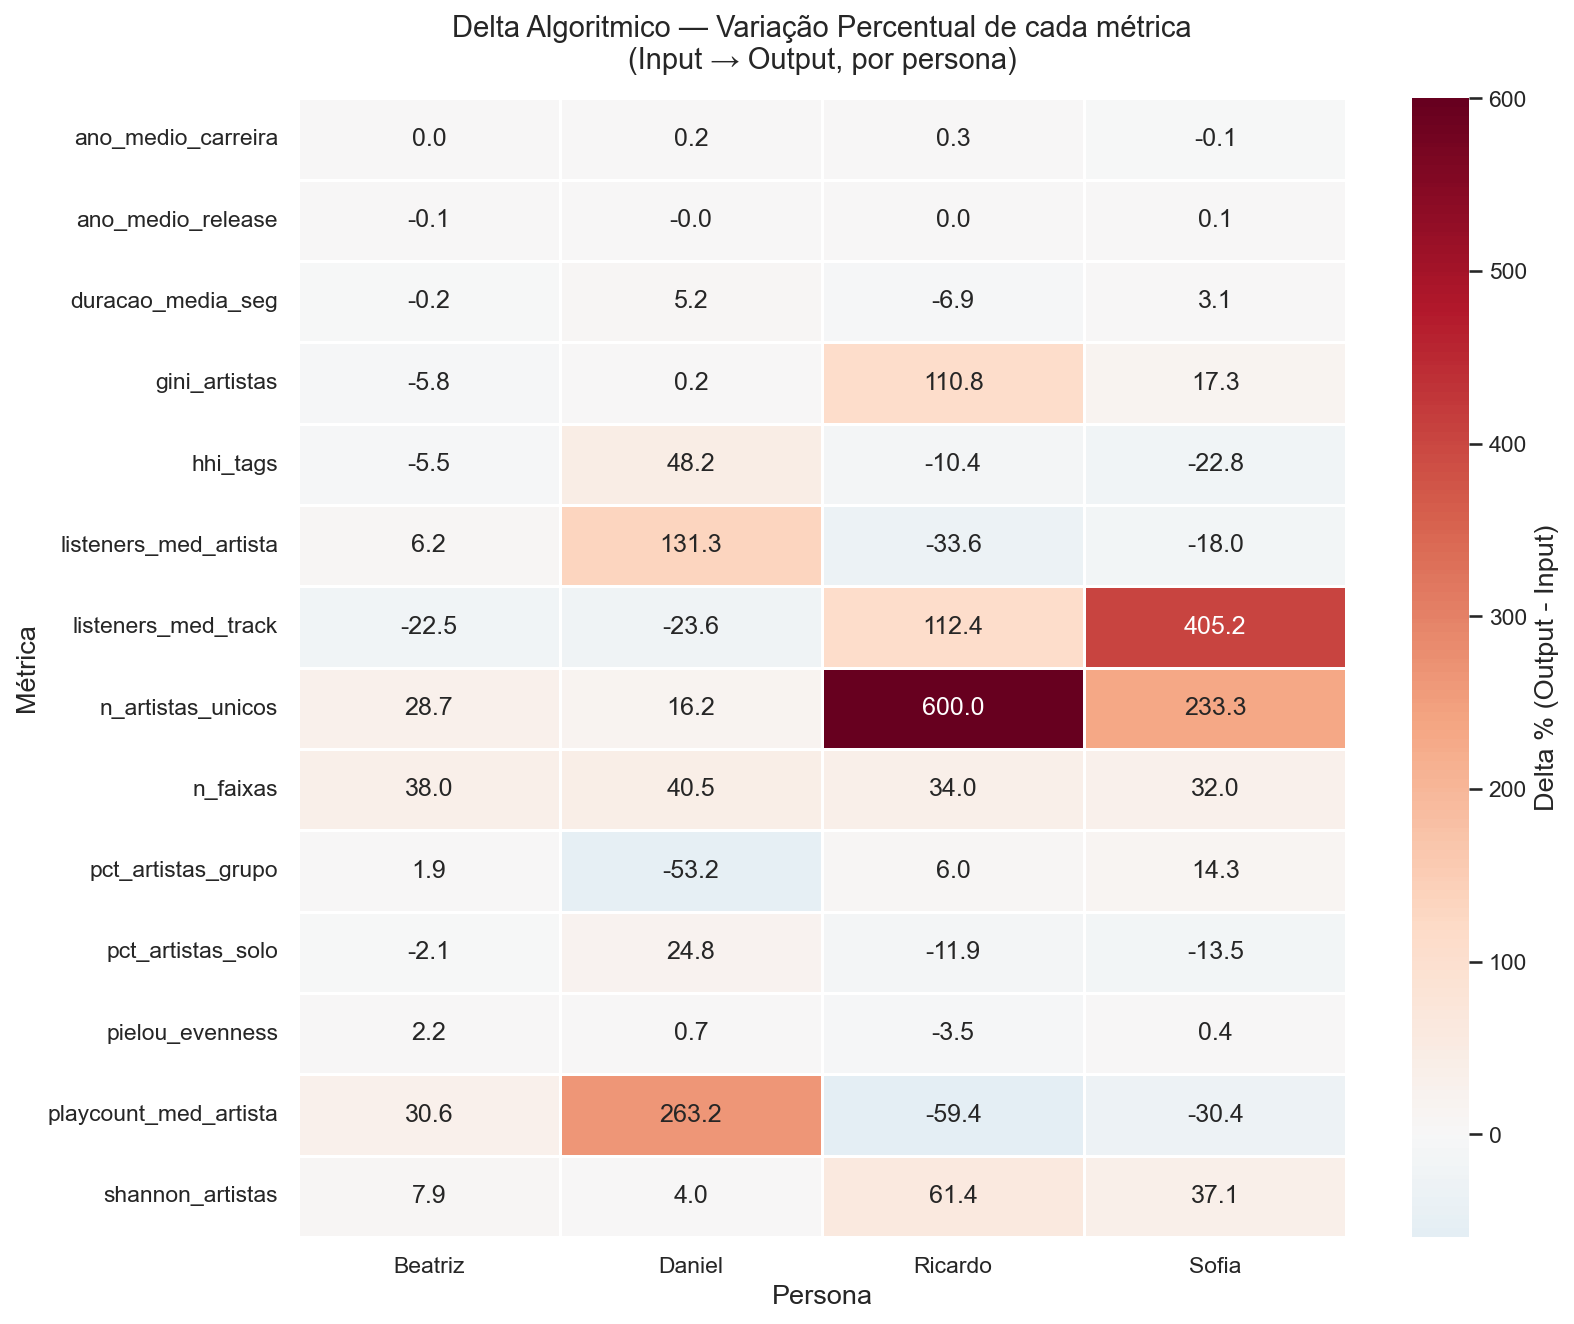 Delta Algoritmico — Variação Percentual de cada métrica
(Input → Output, por persona)
ano_medio_carreira 0.0 0.2 0.3 -0.1
ano_medio_release -0.1 -0.0 0.0 0.1
duracao_media_seg -0.2 5.2 -6.9 3.1
gini_artistas -5.8 0.2 110.8 17.3
hhi_tags -5.5 48.2 -10.4 -22.8
listeners_med_artista 6.2 131.3 -33.6 -18.0
listeners_med_track -22.5 -23.6 112.4 405.2
n_artistas_unicos 28.7 16.2 600.0 233.3
n_faixas 38.0 40.5 34.0 32.0
pct_artistas_grupo 1.9 -53.2 6.0 14.3
pct_artistas_solo -2.1 24.8 -11.9 -13.5
pielou_evenness 2.2 0.7 -3.5 0.4
playcount_med_artista 30.6 263.2 -59.4 -30.4
shannon_artistas 7.9 4.0 61.4 37.1
Beatriz Daniel Ricardo Sofia
Persona
Métrica
600
500
400
300
200
100
0
Delta % (Output - Input)